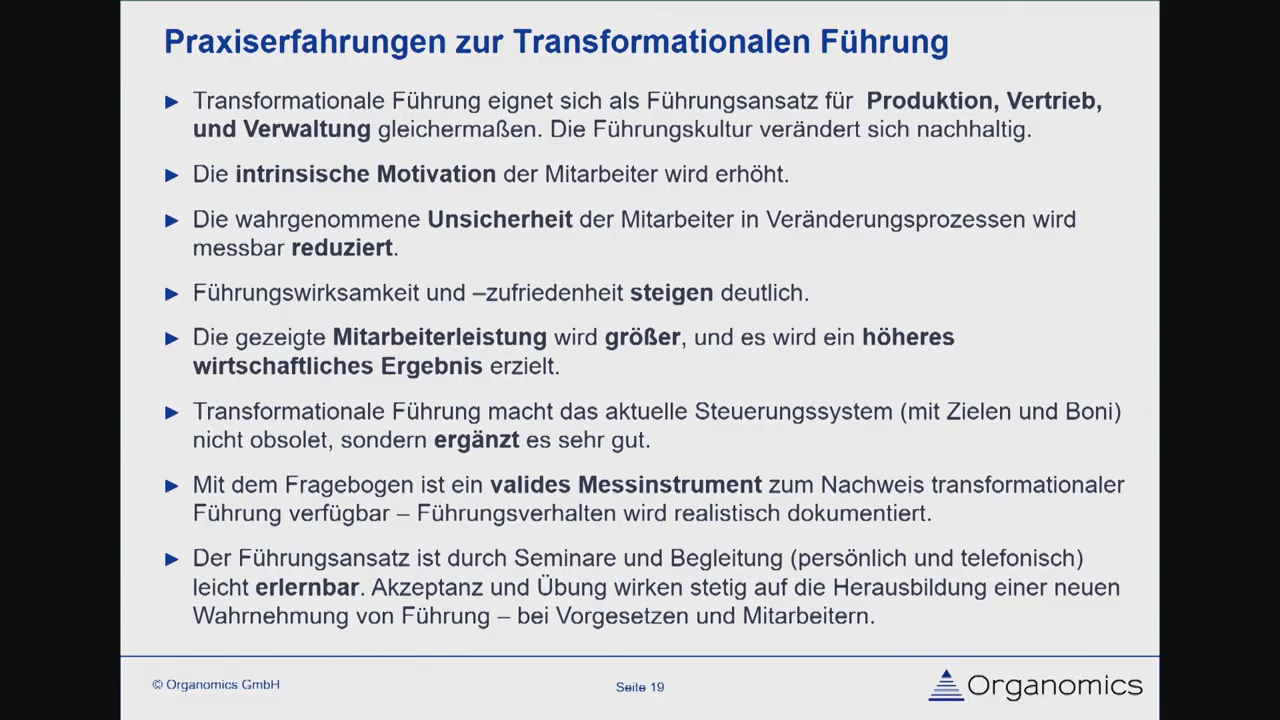 Praxiserfahrungen zur Transformationalen Führung
► Transformationale Führung eignet sich als Führungsansatz für Produktion, Vertrieb,
und Verwaltung gleichermaßen. Die Führungskultur verändert sich nachhaltig.
► Die intrinsische Motivation der Mitarbeiter wird erhöht.
► Die wahrgenommene Unsicherheit der Mitarbeiter in Veränderungsprozessen wird
messbar reduziert.
► Führungswirksamkeit und –zufriedenheit steigen deutlich.
► Die gezeigte Mitarbeiterleistung wird größer, und es wird ein höheres
wirtschaftliches Ergebnis erzielt.
► Transformationale Führung macht das aktuelle Steuerungssystem (mit Zielen und Boni)
nicht obsolet, sondern ergänzt es sehr gut.
► Mit dem Fragebogen ist ein valides Messinstrument zum Nachweis transformationaler
Führung verfügbar – Führungsverhalten wird realistisch dokumentiert.
► Der Führungsansatz ist durch Seminare und Begleitung (persönlich und telefonisch)
leicht erlernbar. Akzeptanz und Übung wirken stetig auf die Herausbildung einer neuen
Wahrnehmung von Führung – bei Vorgesetzen und Mitarbeitern.
© Organomics GmbH
Seite 19
Organomics